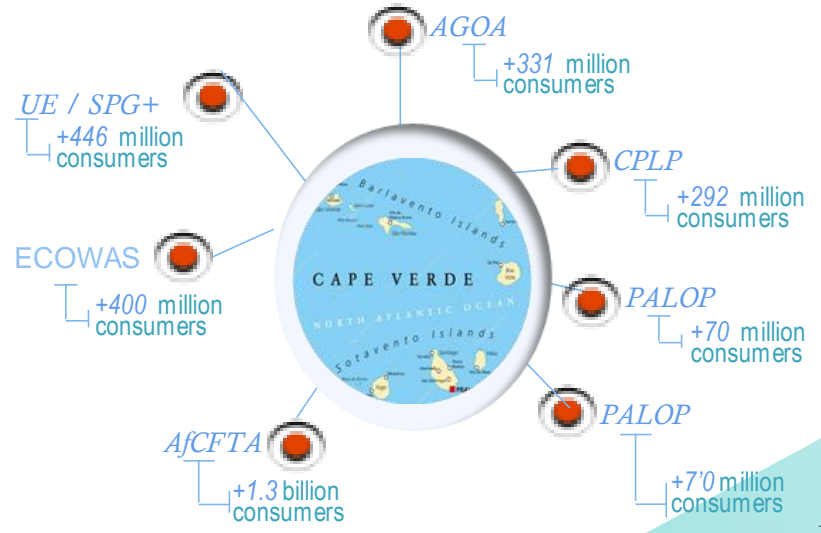 AGOA
+331 million
consumers
UE / SPG+
+446 million
consumers
CPLP
+292 million
consumers
ECOWAS
+400 million
consumers
PALOP
+70 million
consumers
AfCFTA
+1.3 billion
consumers
PALOP
+7'0 million
consumers
Barlavento Islands
CAPE VERDE
NORTH ATLANTIC OCEAN
Sotavento Islands
Santiago